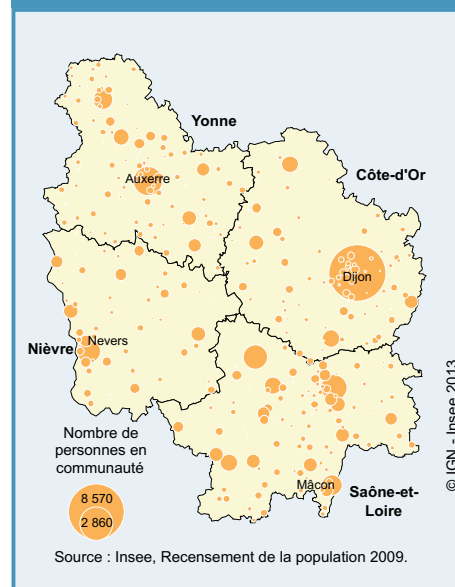 Yonne
Côte-d'Or
Auxerre
Dijon
Nièvre
Nevers
Nombre de
personnes en
communauté
8 570
2 860
Mâcon
Saône-et-
Loire
© IGN - Insee 2013
Source : Insee, Recensement de la population 2009.